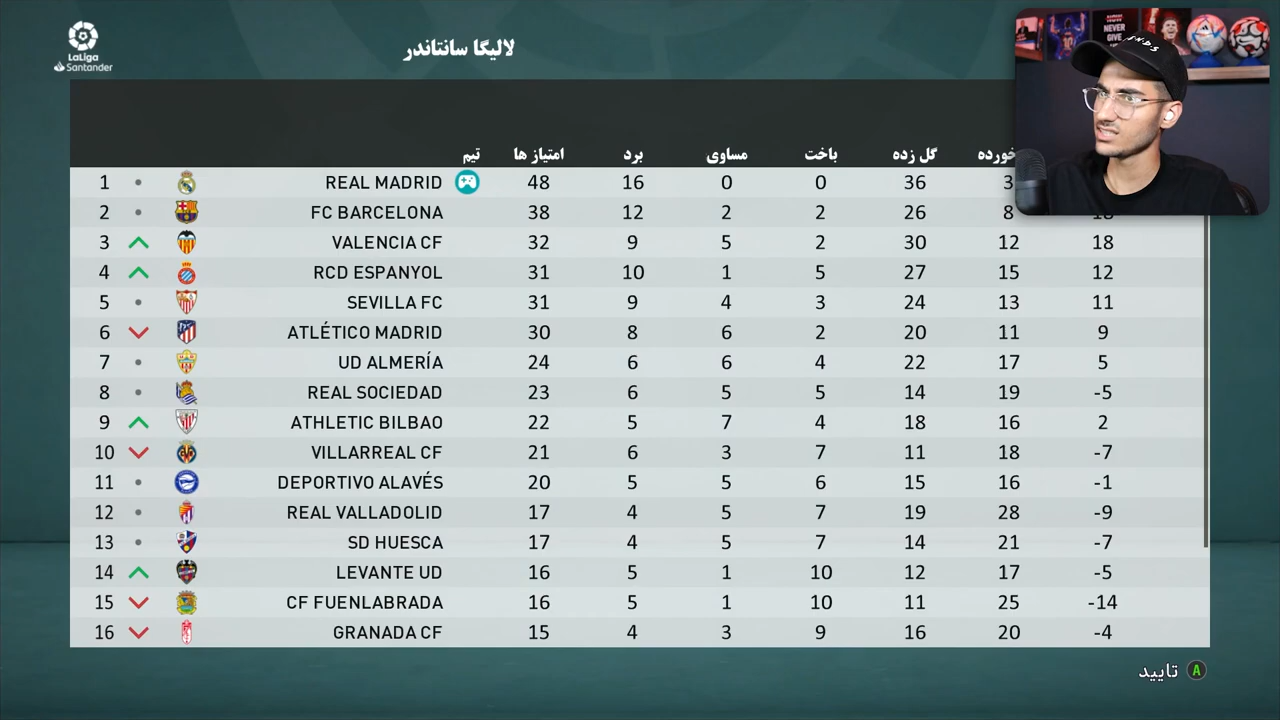 LaLiga
Santander
لالیگا سانتاندر
NEVER
GIVE
تیم امتیاز ها برد مساوی باخت گل زده خورده
1 REAL MADRID 48 16 0 0 36 3
2 FC BARCELONA 38 12 2 2 26 8 18
3 VALENCIA CF 32 9 5 2 30 12 18
4 RCD ESPANYOL 31 10 1 5 27 15 12
5 SEVILLA FC 31 9 4 3 24 13 11
6 ATLÉTICO MADRID 30 8 6 2 20 11 9
7 UD ALMERÍA 24 6 6 4 22 17 5
8 REAL SOCIEDAD 23 6 5 5 14 19 -5
9 ATHLETIC BILBAO 22 5 7 4 18 16 2
10 VILLARREAL CF 21 6 3 7 11 18 -7
11 DEPORTIVO ALAVÉS 20 5 5 6 15 16 -1
12 REAL VALLADOLID 17 4 5 7 19 28 -9
13 SD HUESCA 17 4 5 7 14 21 -7
14 LEVANTE UD 16 5 1 10 12 17 -5
15 CF FUENLABRADA 16 5 1 10 11 25 -14
16 GRANADA CF 15 4 3 9 16 20 -4
تایید A